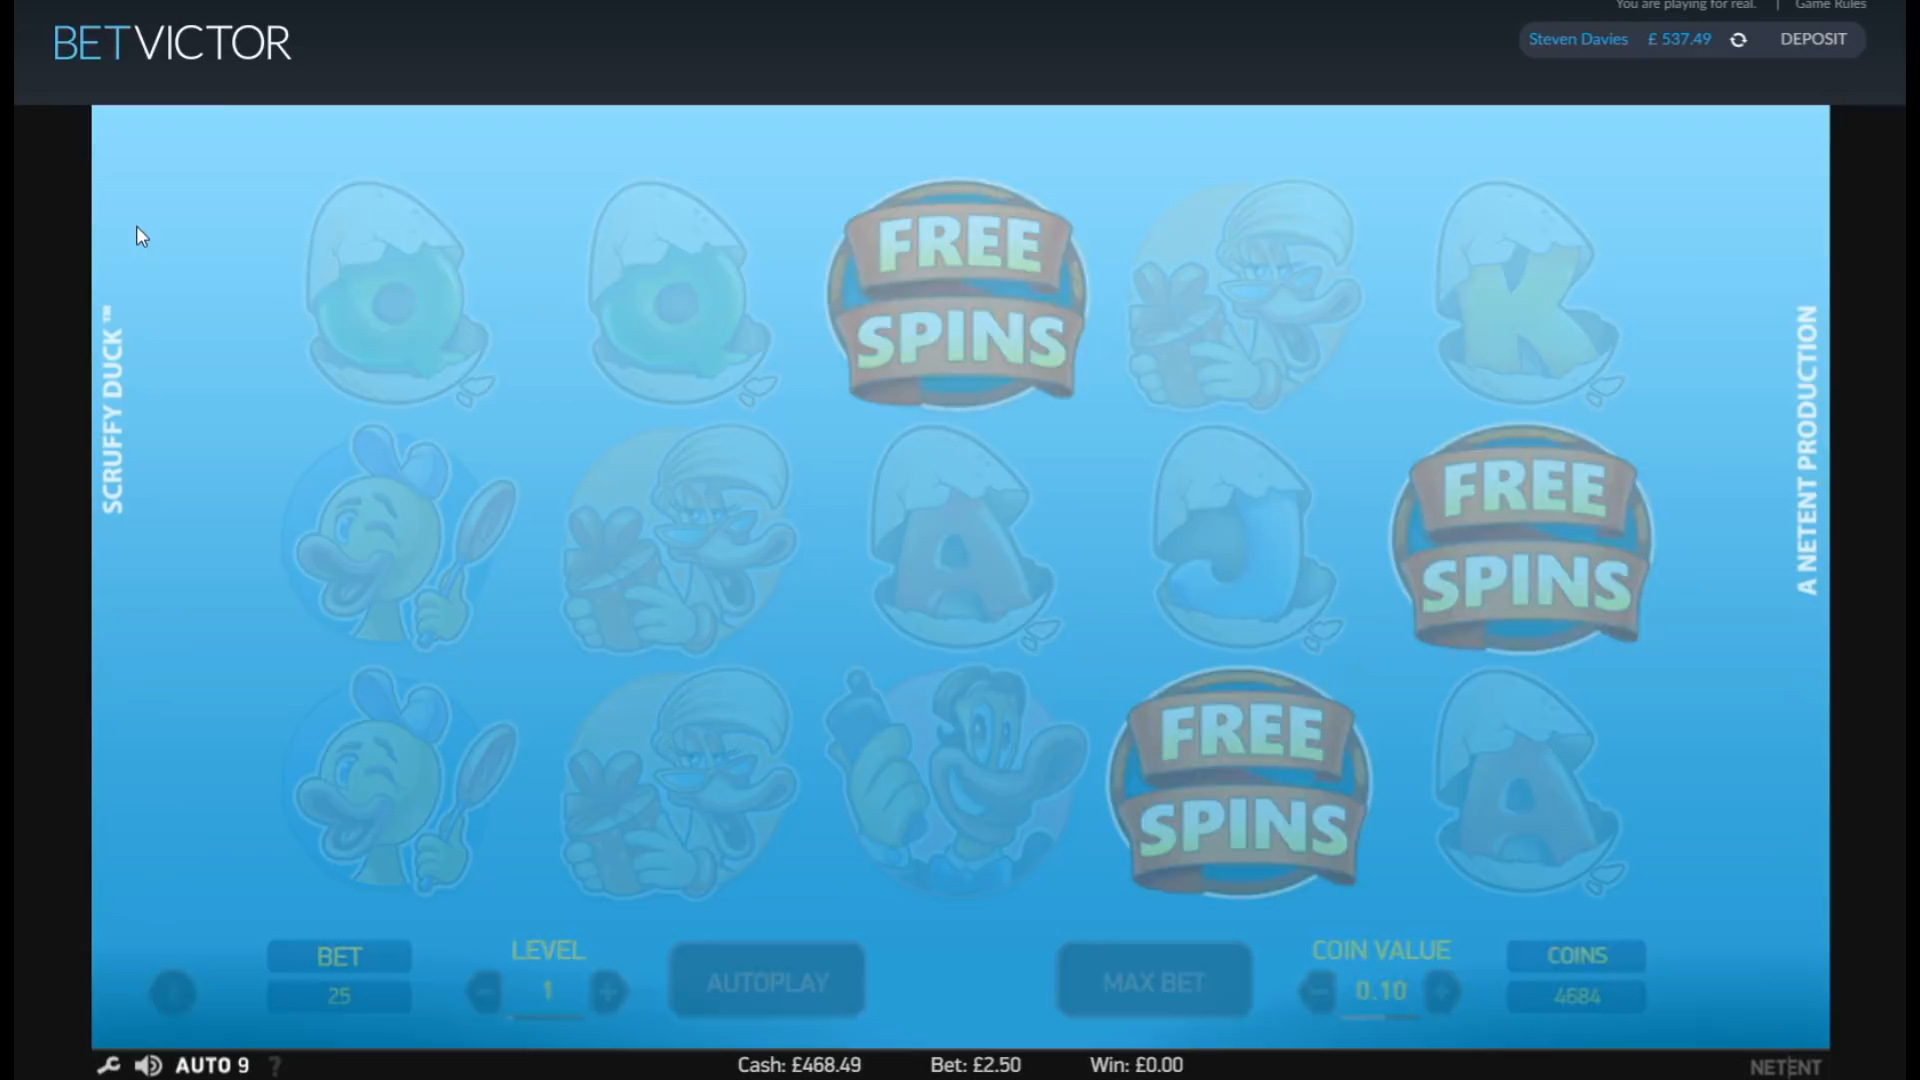 You are playing for real. | Game Rules
BETVICTOR
Steven Davies £ 537.49 DEPOSIT
SCRUFFY DUCK™
A NETENT PRODUCTION
Q Q FREE SPINS K
A J FREE SPINS
FREE SPINS A
BET
25
LEVEL
- 1 +
AUTOPLAY
MAX BET
COIN VALUE
- 0.10 +
COINS
4684
AUTO 9 ?
Cash: £468.49 Bet: £2.50 Win: £0.00
NETENT